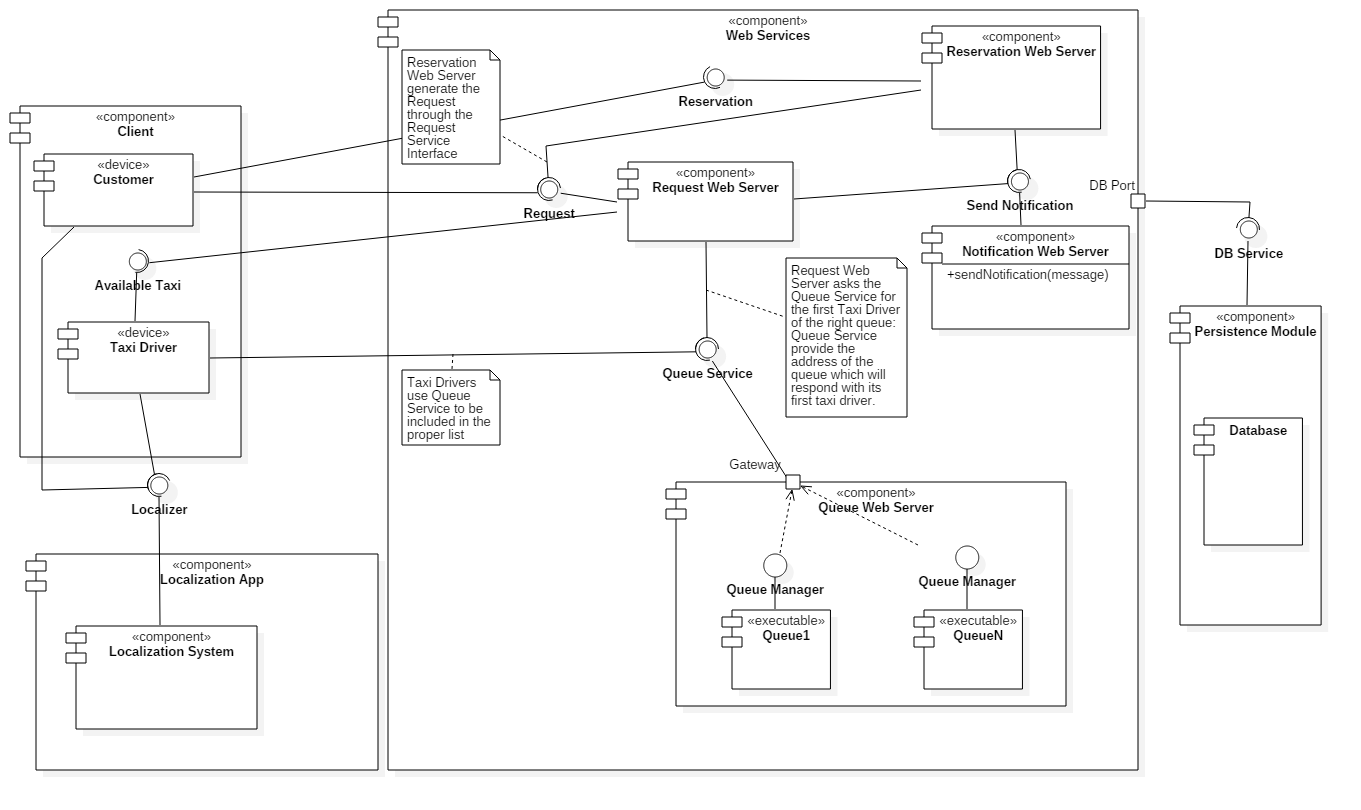 «component»
Web Services
«component»
Reservation Web Server
Reservation
Web Server
generate the
Request
through the
Request
Service
Interface
Reservation
«component»
Client
«device»
Customer
«component»
Request Web Server
Request
DB Port
Send Notification
«component»
Notification Web Server
+sendNotification(message)
DB Service
Available Taxi
«device»
Taxi Driver
Request Web
Server asks the
Queue Service for
the first Taxi Driver
of the right queue:
Queue Service
provide the
address of the
queue which will
respond with its
first taxi driver.
«component»
Persistence Module
Database
Queue Service
Taxi Drivers
use Queue
Service to be
included in the
proper list
Gateway
«component»
Queue Web Server
Localizer
«component»
Localization App
Queue Manager
Queue Manager
«executable»
Queue1
«executable»
QueueN
«component»
Localization System